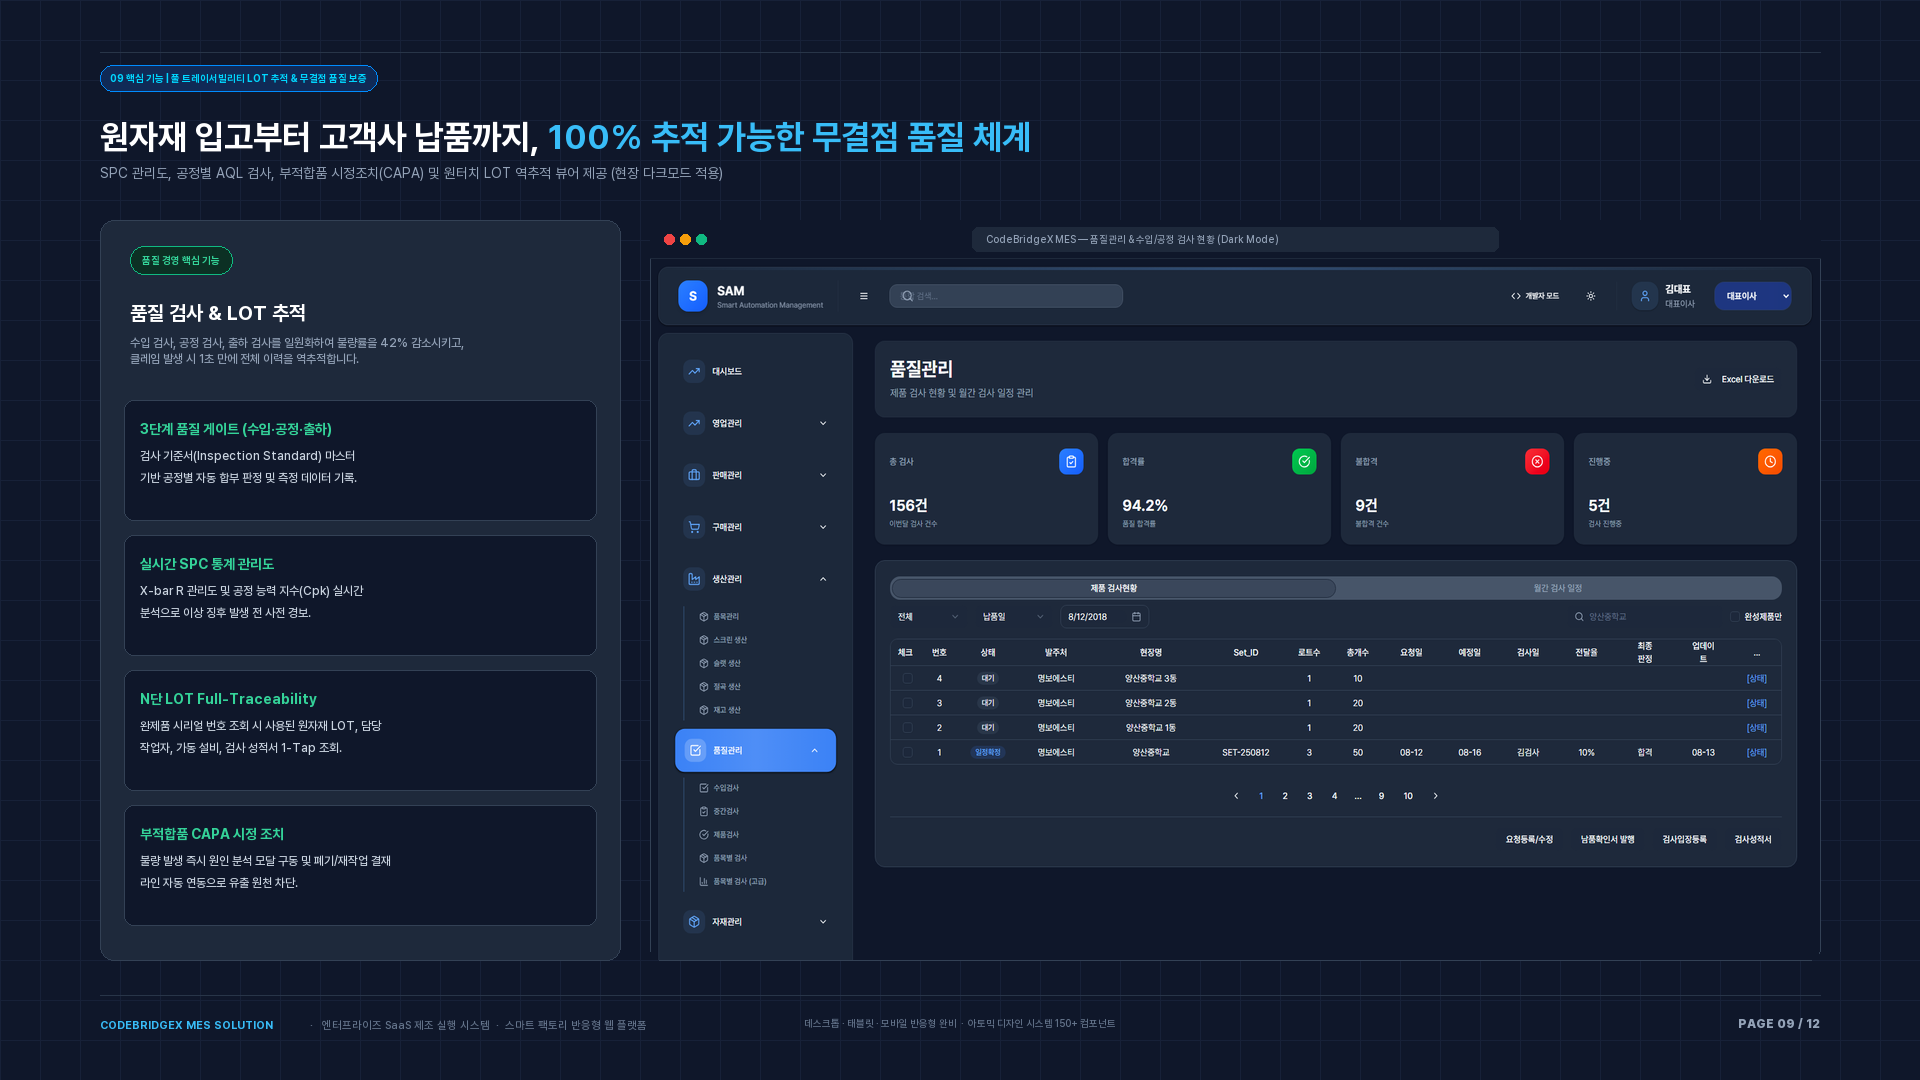 09 핵심 기능 | 풀 트레이서빌리티 LOT 추적 & 무결점 품질 보증
원자재 입고부터 고객사 납품까지, 100% 추적 가능한 무결점 품질 체계
SPC 관리도, 공정별 AQL 검사, 부적합품 시정조치(CAPA) 및 원터치 LOT 역추적 뷰어 제공 (현장 다크모드 적용)
품질 경영 핵심 기능
품질 검사 & LOT 추적
수입 검사, 공정 검사, 출하 검사를 일원화하여 불량률을 42% 감소시키고,
클레임 발생 시 1초 만에 전체 이력을 역추적합니다.
3단계 품질 게이트 (수입·공정·출하)
검사 기준서(Inspection Standard) 마스터
기반 공정별 자동 합부 판정 및 측정 데이터 기록.
실시간 SPC 통계 관리도
X-bar R 관리도 및 공정 능력 지수(Cpk) 실시간
분석으로 이상 징후 발생 전 사전 경보.
N단 LOT Full-Traceability
완제품 시리얼 번호 조회 시 사용된 원자재 LOT, 담당
작업자, 가동 설비, 검사 성적서 1-Tap 조회.
부적합품 CAPA 시정 조치
불량 발생 즉시 원인 분석 모달 구동 및 폐기/재작업 결재
라인 자동 연동으로 유출 원천 차단.
CodeBridgeX MES — 품질관리 & 수입/공정 검사 현황 (Dark Mode)
S
SAM
Smart Automation Management
검색...
개발자 모드
김대표
대표이사
대표이사
대시보드
영업관리
판매관리
구매관리
생산관리
품목관리
스크린 생산
슬랫 생산
절곡 생산
재고 생산
품질관리
수입검사
중간검사
제품검사
품목별 검사
품목별 검사 (고급)
자재관리
품질관리
제품 검사 현황 및 월간 검사 일정 관리
Excel 다운로드
총 검사
156건
이번달 검사 건수
합격률
94.2%
품질 합격률
불합격
9건
불합격 건수
진행중
5건
검사 진행중
제품 검사현황
월간 검사 일정
전체 납품일 8/12/2018 양산중학교 완성제품만
체크 번호 상태 발주처 현장명 Set_ID 로트수 총개수 요청일 예정일 검사일 전달율 최종 판정 업데이트 ...
4 대기 명보에스티 양산중학교 3동 1 10 [상태]
3 대기 명보에스티 양산중학교 2동 1 20 [상태]
2 대기 명보에스티 양산중학교 1동 1 20 [상태]
1 일정확정 명보에스티 양산중학교 SET-250812 3 50 08-12 08-16 김검사 10% 합격 08-13 [상태]
1 2 3 4 ... 9 10
요청등록/수정 납품확인서 발행 검사입장등록 검사성적서
CODEBRIDGEX MES SOLUTION · 엔터프라이즈 SaaS 제조 실행 시스템 · 스마트 팩토리 반응형 웹 플랫폼
데스크톱 · 태블릿 · 모바일 반응형 완비 · 아토믹 디자인 시스템 150+ 컴포넌트
PAGE 09 / 12